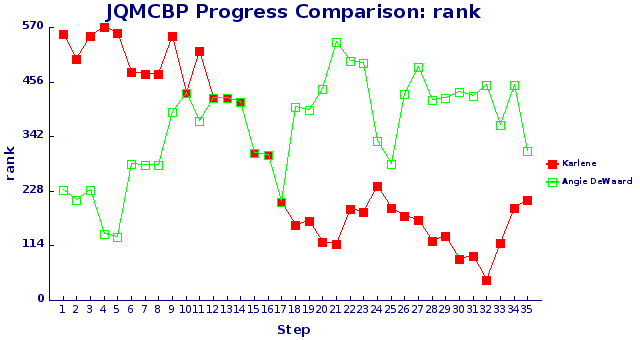 JQMCBP Progress Comparison: rank
570
456
342
228
114
0
rank
1 2 3 4 5 6 7 8 9 10 11 12 13 14 15 16 17 18 19 20 21 22 23 24 25 26 27 28 29 30 31 32 33 34 35
Step
Karlene
Angie DeWaard